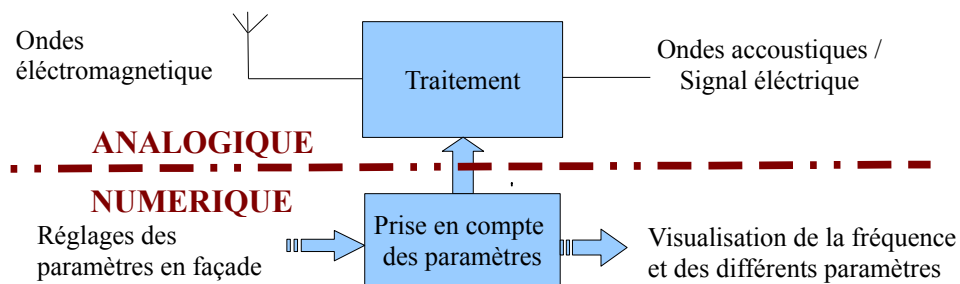 Ondes
éléctromagnetique
Traitement
Ondes accoustiques /
Signal éléctrique
ANALOGIQUE
NUMERIQUE
Réglages des
paramètres en façade
Prise en compte
des paramètres
Visualisation de la fréquence
et des différents paramètres